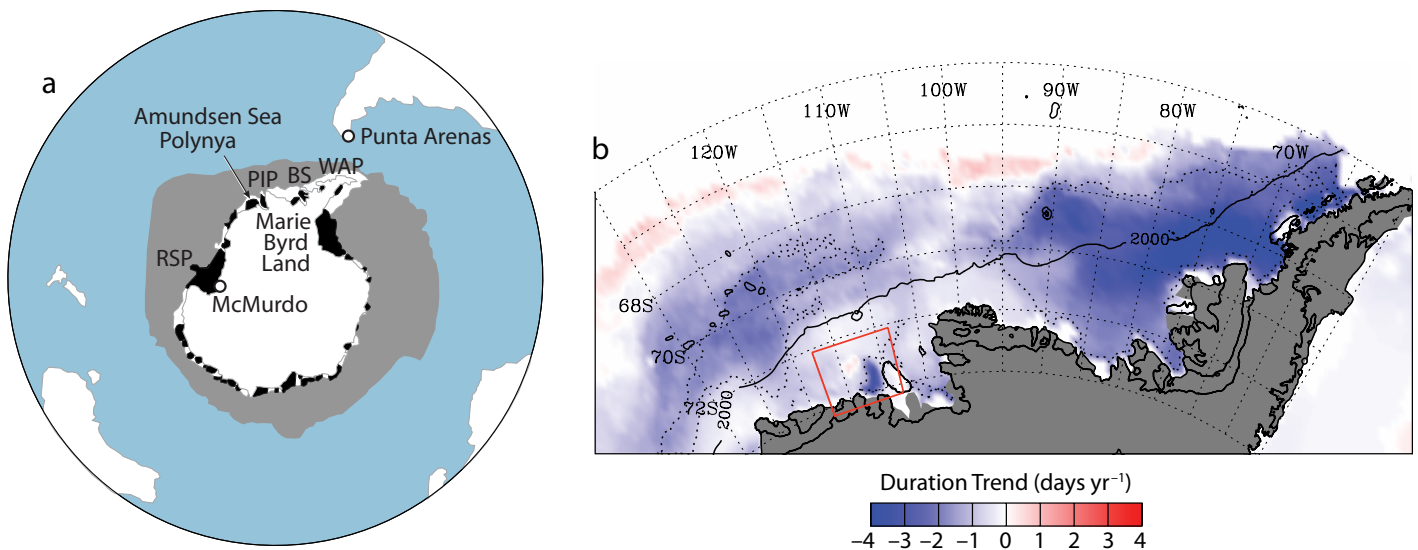 a
Amundsen Sea
Polynya
Punta Arenas
PIP
BS
WAP
Marie
Byrd
Land
RSP
McMurdo
b
120W
110W
100W
90W
80W
70W
68S
70S
72S
2000
2000
Duration Trend (days yr⁻¹)
–4 –3 –2 –1 0 1 2 3 4